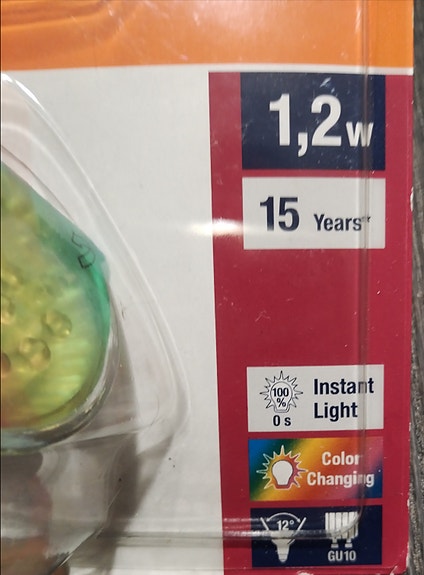 1,2w
15 Years**
100
%
0 s
Instant
Light
Color
Changing
12°
GU10